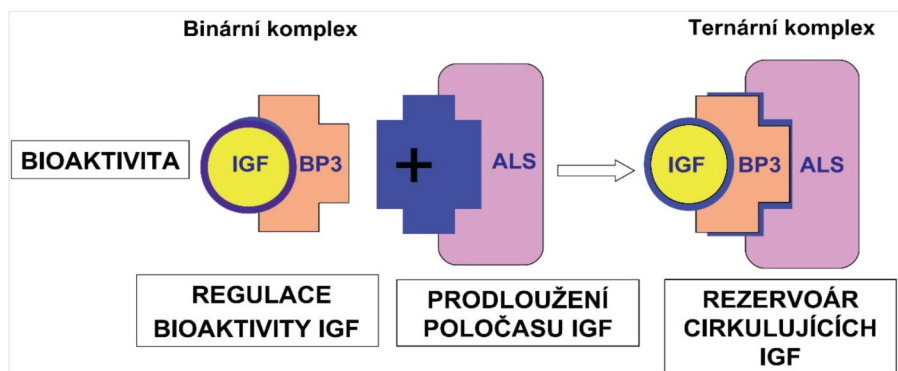 Binární komplex
Ternární komplex
BIOAKTIVITA
IGF
BP3
+
ALS
IGF
BP3
ALS
REGULACE
BIOAKTIVITY IGF
PRODLOUŽENÍ
POLOČASU IGF
REZERVOÁR
CIRKULUJÍCÍCH
IGF